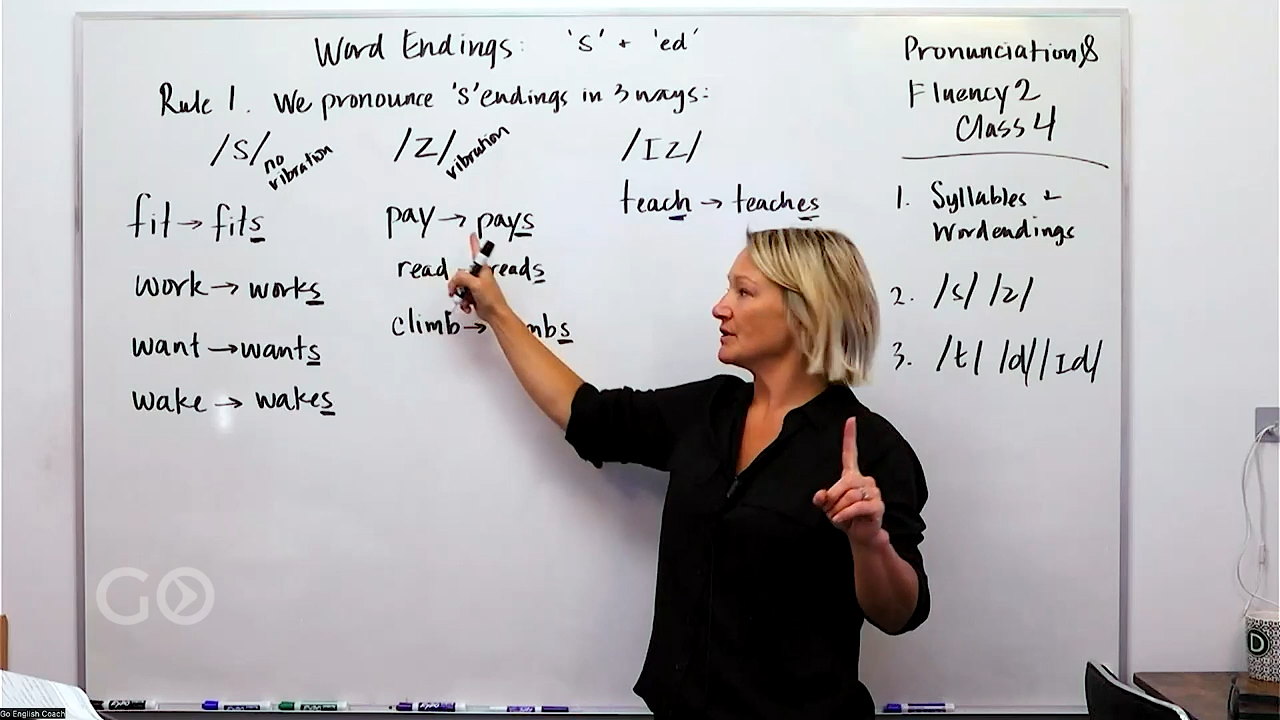 Word Endings: 's' + 'ed'
Rule 1. We pronounce 's' endings in 3 ways:
/S/ no vibration
/Z/ vibration
/IZ/
fit → fits
work → works
want → wants
wake → wakes
pay → pays
read reads
climb → mbs
teach → teaches
Pronunciation &
Fluency 2
Class 4
1. Syllables +
Wordendings
2. /s/ /z/
3. /t/ /d/ /Id/
GO
D
Go English Coach